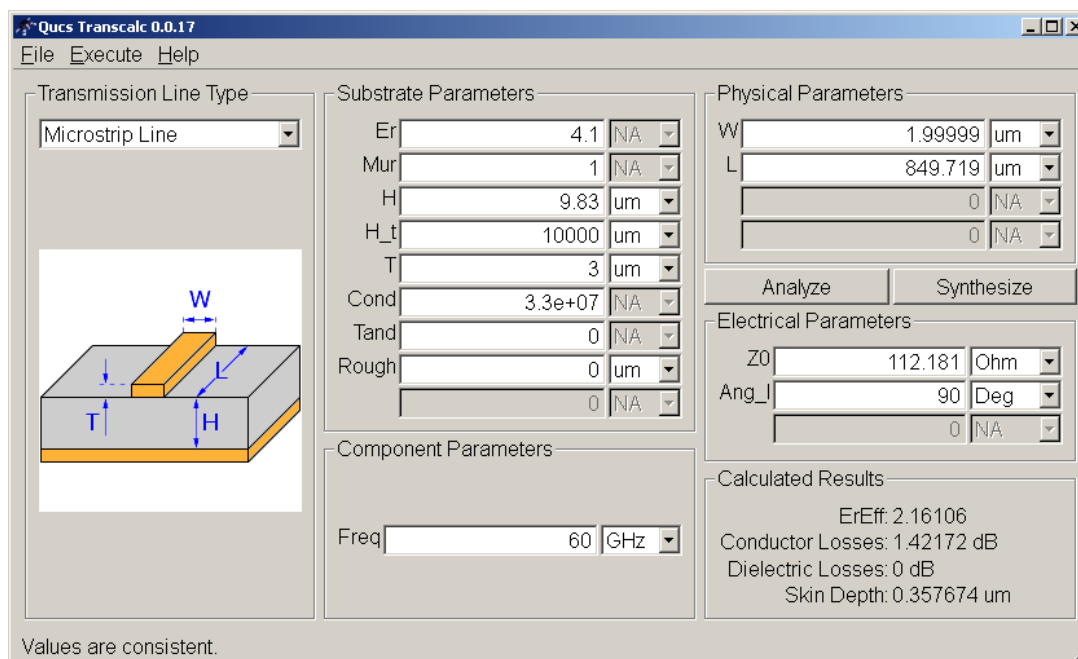 Qucs Transcalc 0.0.17
File Execute Help
Transmission Line Type
Microstrip Line
W
L
T
H
Substrate Parameters
Er 4.1 NA
Mur 1 NA
H 9.83 um
H_t 10000 um
T 3 um
Cond 3.3e+07 NA
Tand 0 NA
Rough 0 um
0 NA
Component Parameters
Freq 60 GHz
Physical Parameters
W 1.99999 um
L 849.719 um
0 NA
0 NA
Analyze Synthesize
Electrical Parameters
Z0 112.181 Ohm
Ang_l 90 Deg
0 NA
Calculated Results
ErEff: 2.16106
Conductor Losses: 1.42172 dB
Dielectric Losses: 0 dB
Skin Depth: 0.357674 um
Values are consistent.